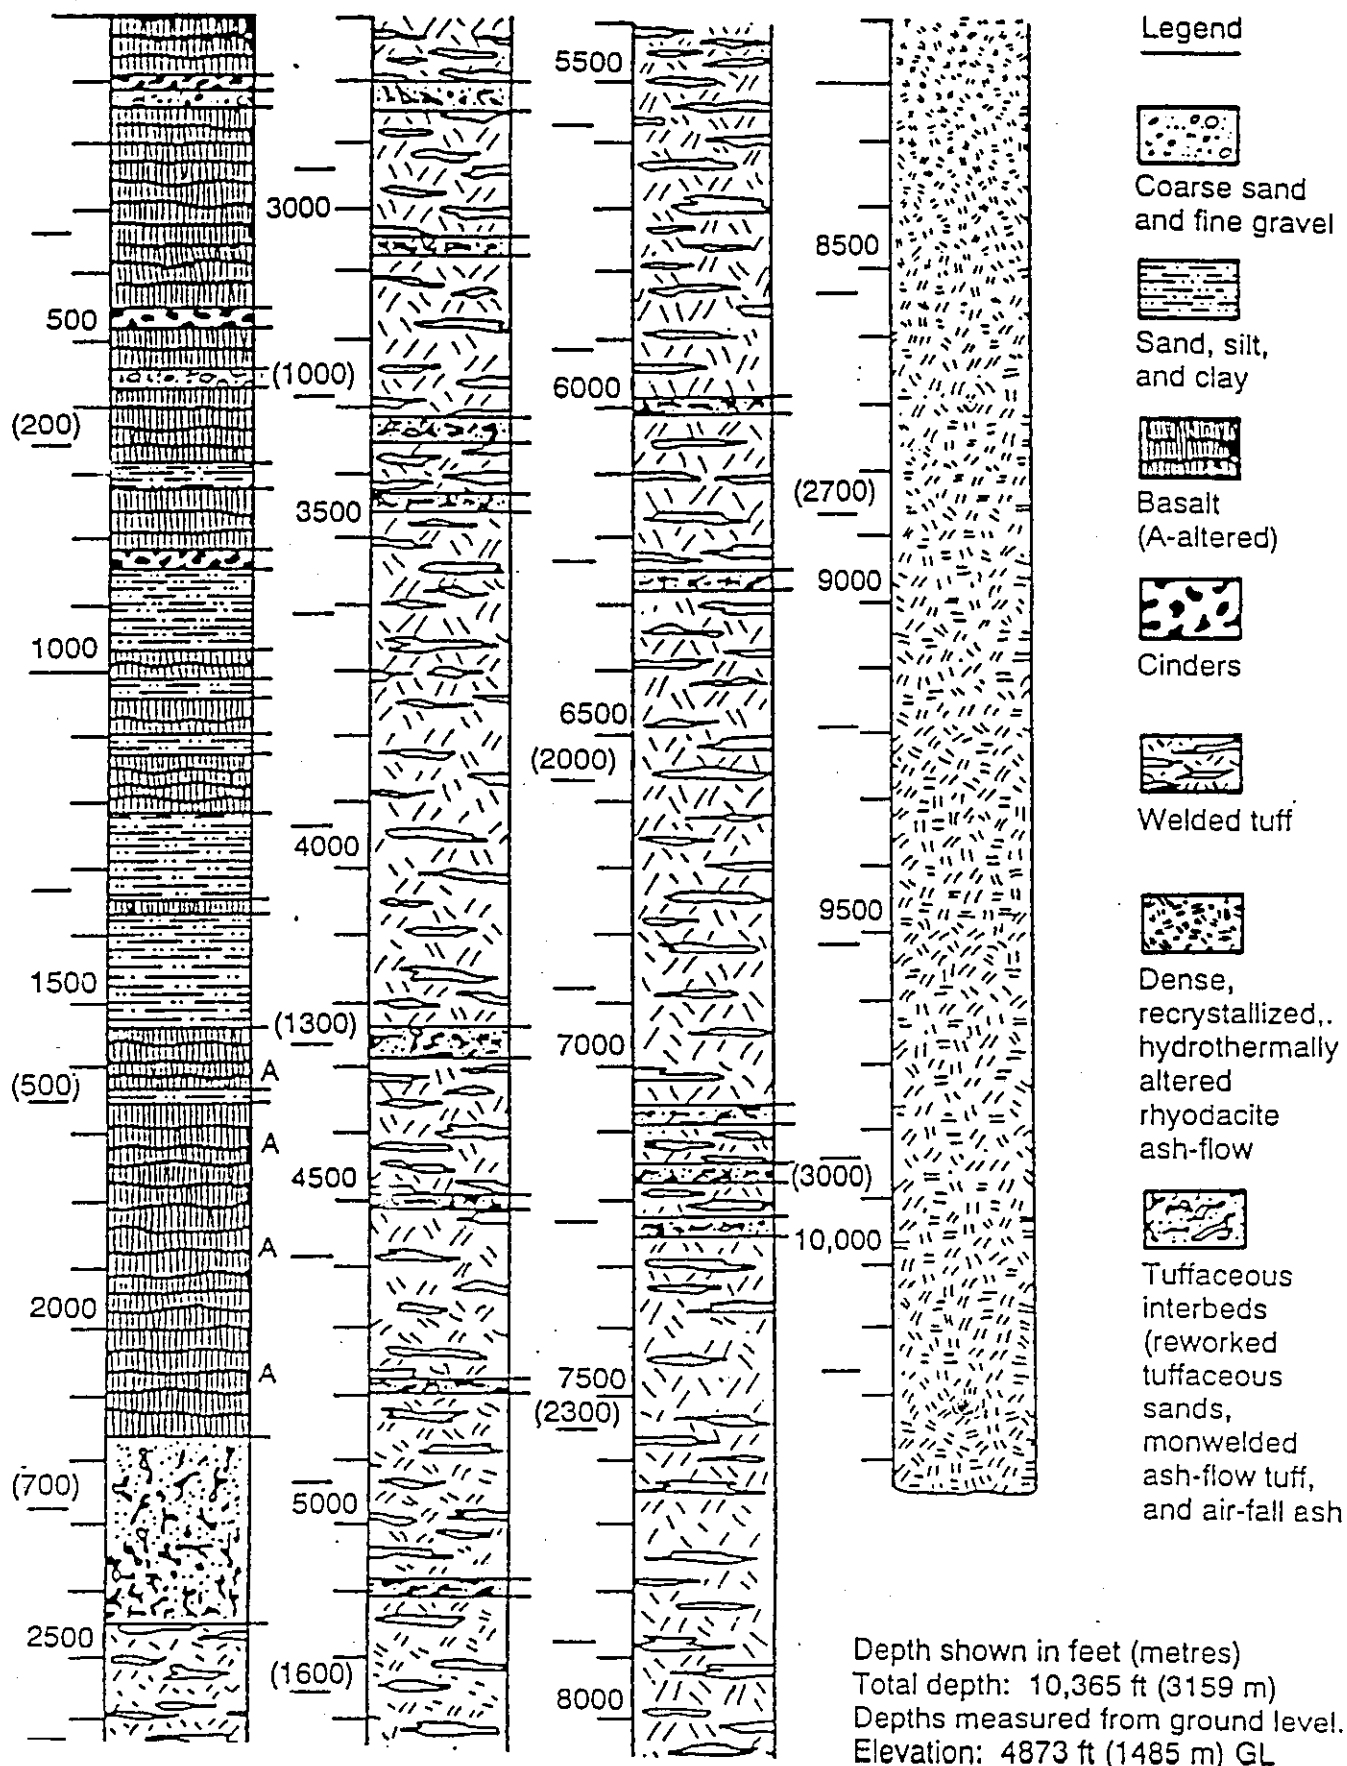 500
(200)
1000
1500
(500)
A
A
A
2000
A
(700)
2500
3000
(1000)
3500
4000
(1300)
4500
5000
(1600)
5500
6000
6500
(2000)
7000
7500
(2300)
8000
8500
(2700)
9000
9500
(3000)
10,000
Legend
Coarse sand
and fine gravel
Sand, silt,
and clay
Basalt
(A-altered)
Cinders
Welded tuff
Dense,
recrystallized,.
hydrothermally
altered
rhyodacite
ash-flow
Tuffaceous
interbeds
(reworked
tuffaceous
sands,
monwelded
ash-flow tuff,
and air-fall ash
Depth shown in feet (metres)
Total depth: 10,365 ft (3159 m)
Depths measured from ground level.
Elevation: 4873 ft (1485 m) GL